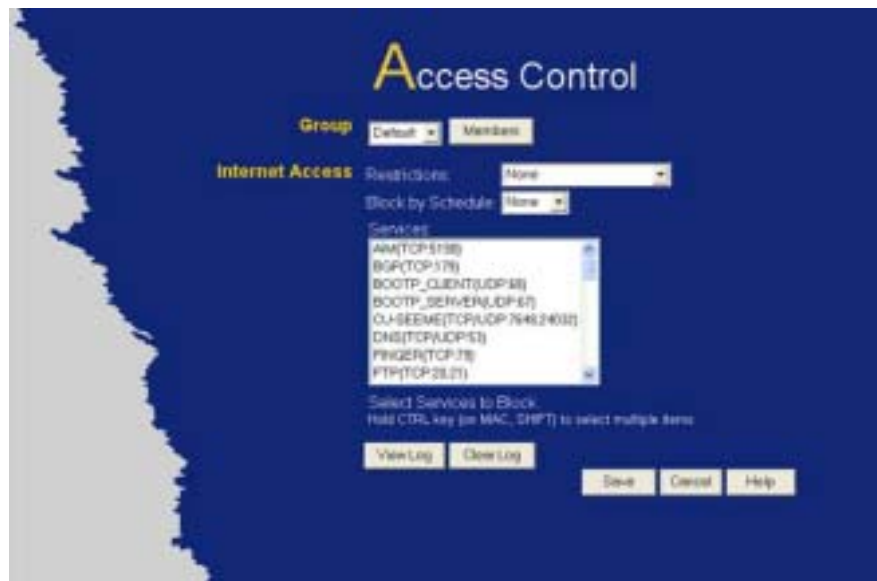 Access Control
Group Default Members
Internet Access Restrictions: None
Block by Schedule: None
Services:
AIM(TCP:5190)
BGP(TCP:179)
BOOTP_CLIENT(UDP:68)
BOOTP_SERVER(UDP:67)
CU-SEEME(TCP/UDP:7648,24032)
DNS(TCP/UDP:53)
FINGER(TCP:79)
FTP(TCP:20,21)
Select Services to Block.
Hold CTRL key (on MAC, SHIFT) to select multiple items
View Log Clear Log
Save Cancel Help